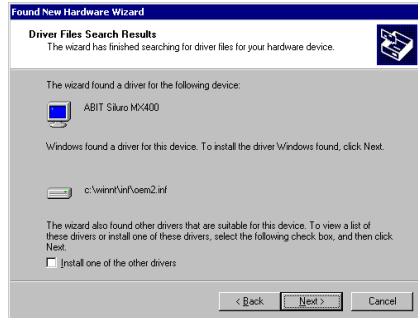 Found New Hardware Wizard
Driver Files Search Results
The wizard has finished searching for driver files for your hardware device.
The wizard found a driver for the following device:
ABIT Siluro MX400
Windows found a driver for this device. To install the driver Windows found, click Next.
c:\winnt\inf\oem2.inf
The wizard also found other drivers that are suitable for this device. To view a list of
these drivers or install one of these drivers, select the following check box, and then click
Next.
Install one of the other drivers
< Back
Next >
Cancel